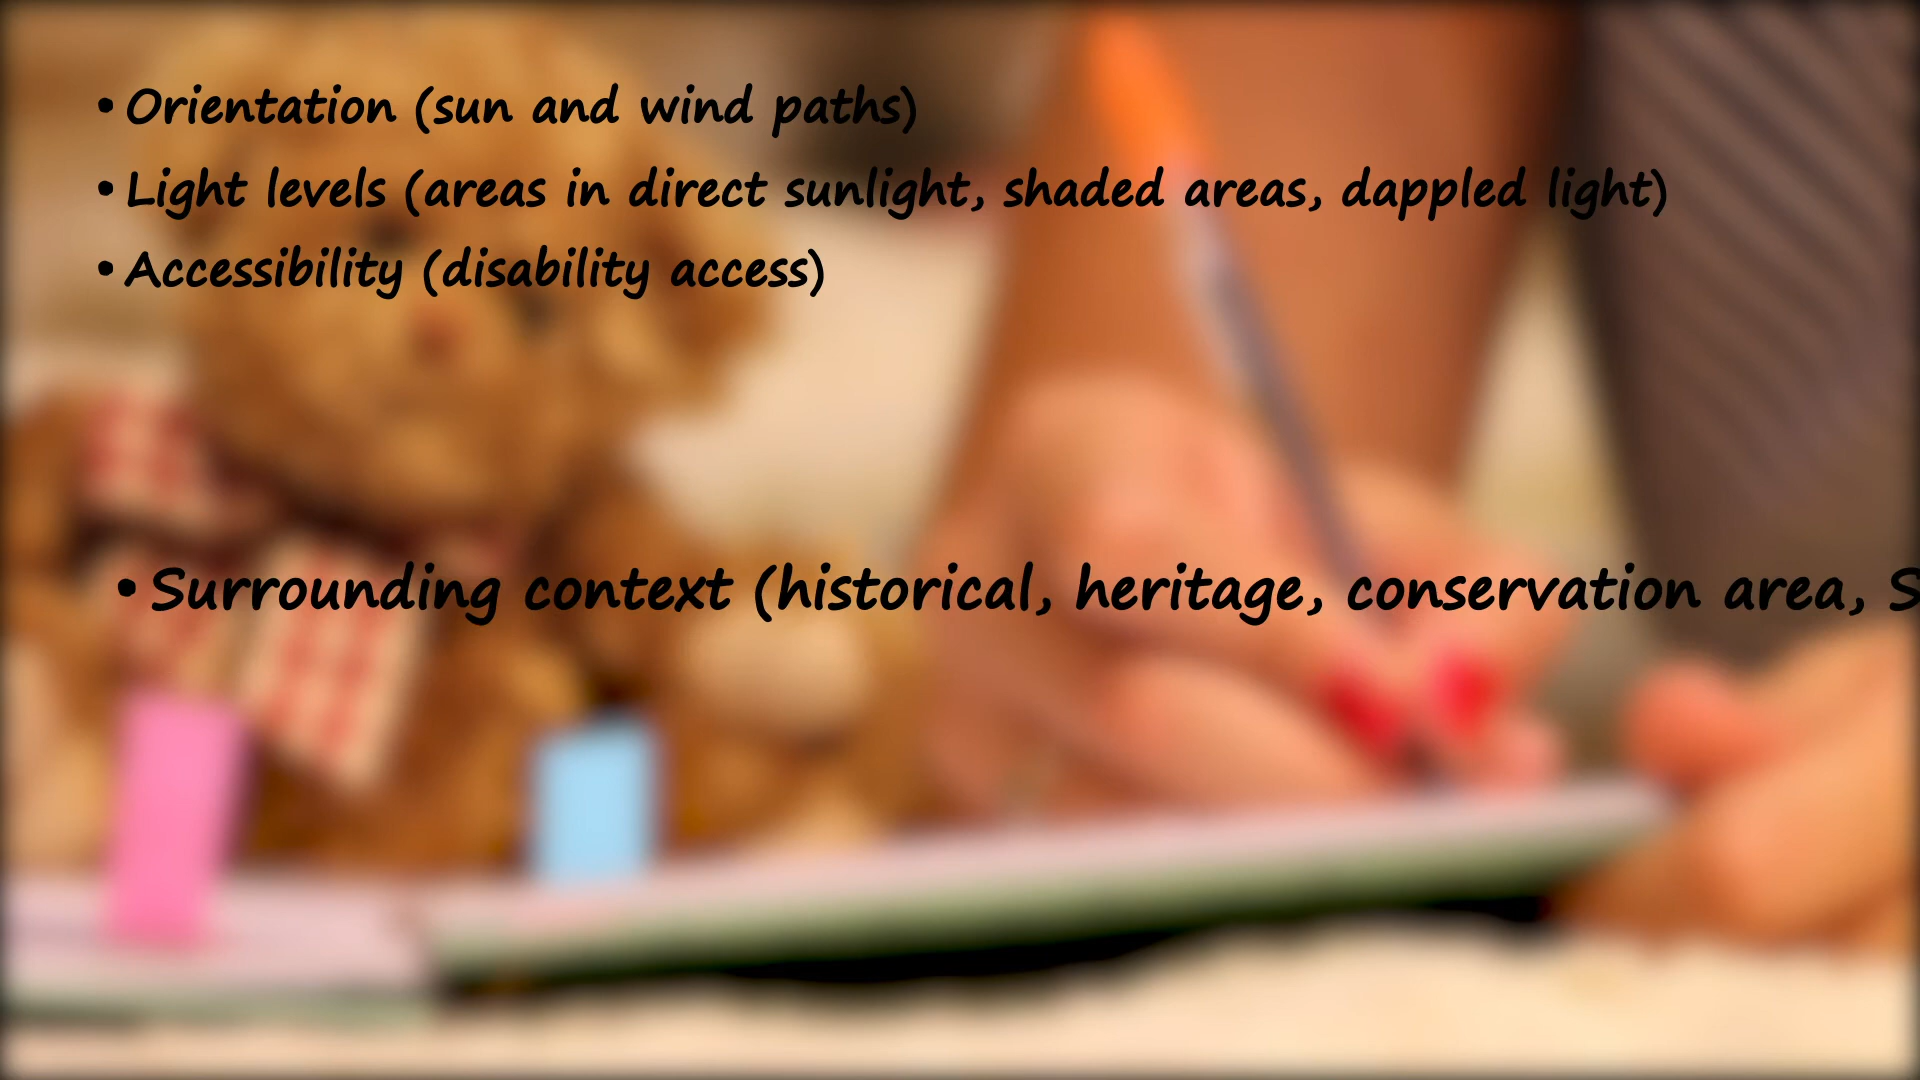 • Orientation (sun and wind paths)
• Light levels (areas in direct sunlight, shaded areas, dappled light)
• Accessibility (disability access)
• Surrounding context (historical, heritage, conservation area,